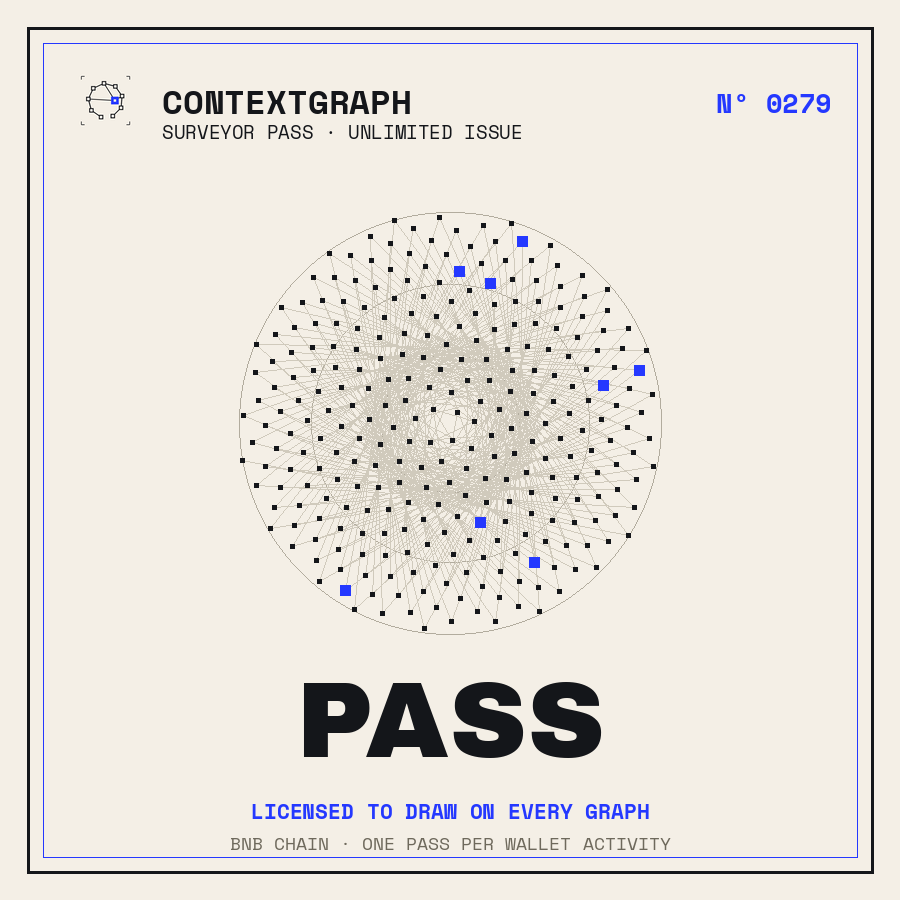 CONTEXTGRAPH
N° 0279
SURVEYOR PASS · UNLIMITED ISSUE
PASS
LICENSED TO DRAW ON EVERY GRAPH
BNB CHAIN · ONE PASS PER WALLET ACTIVITY